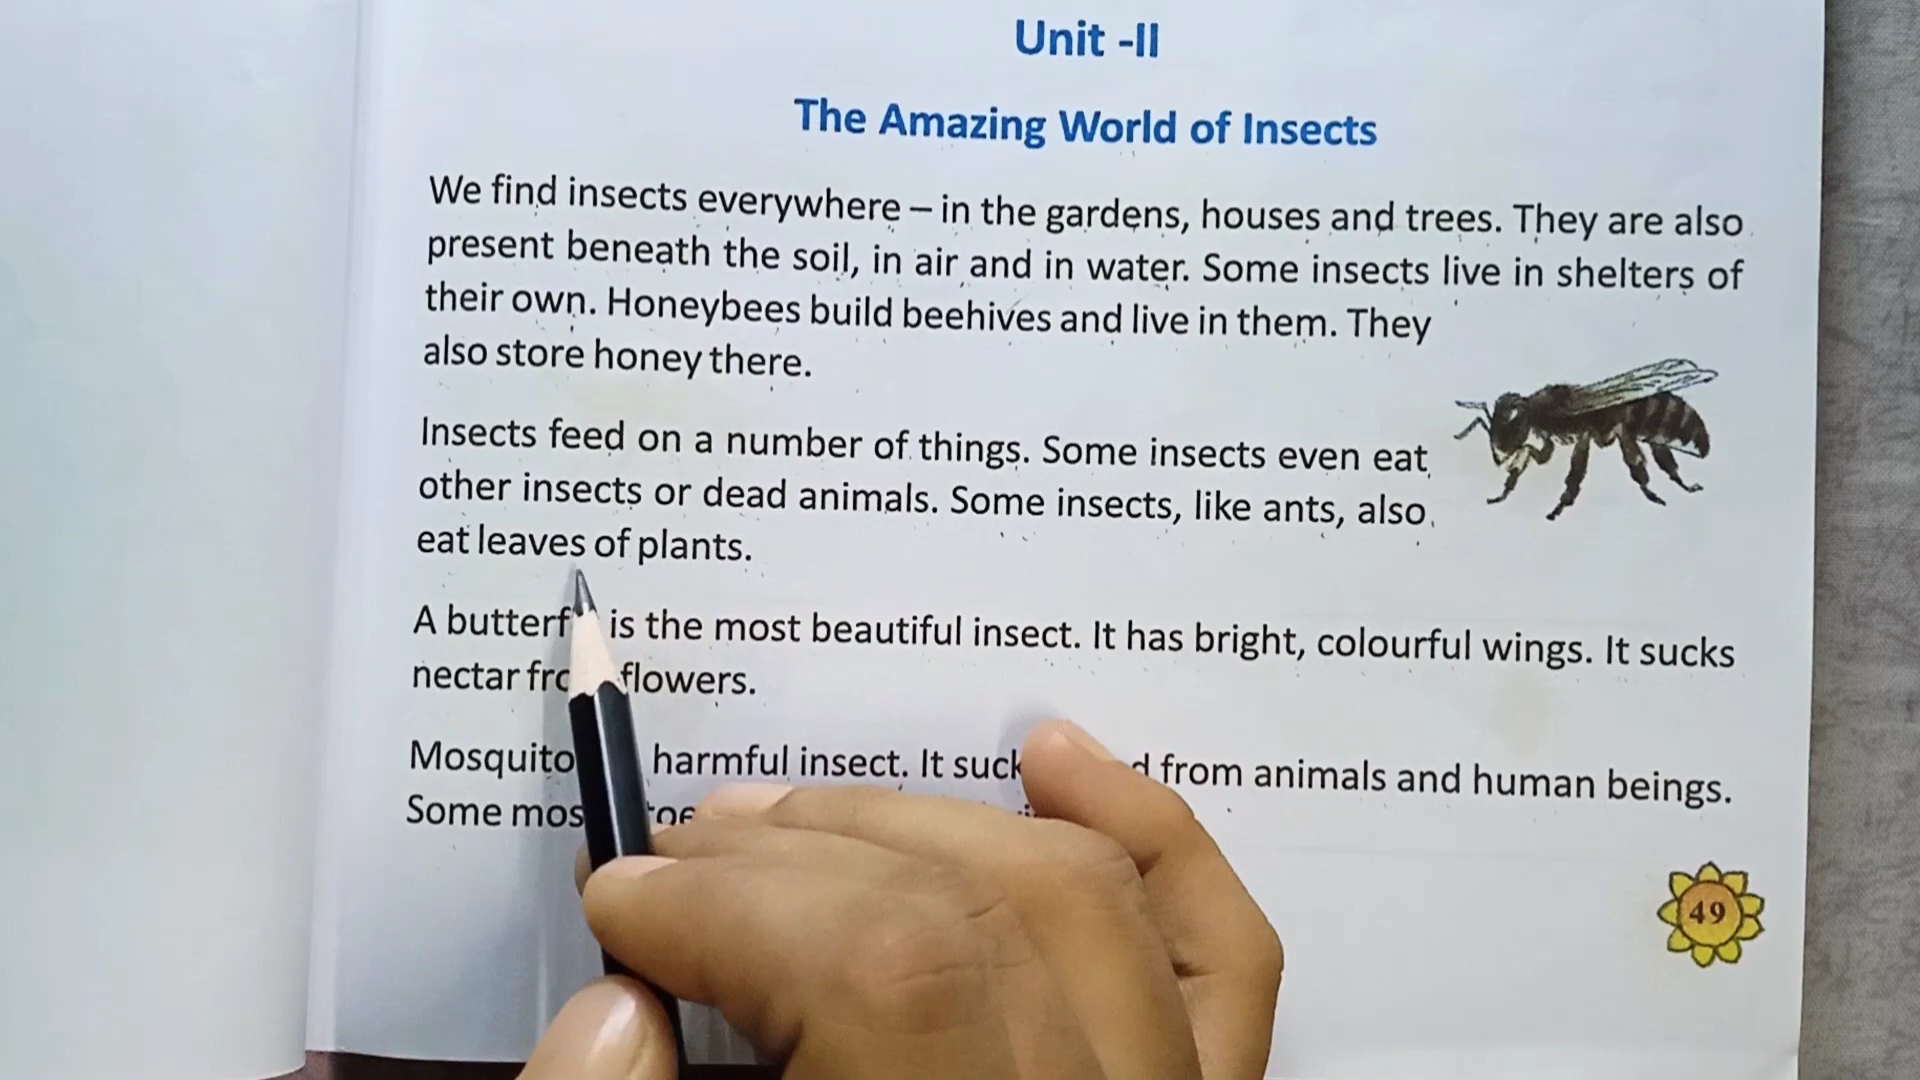 Unit -II
The Amazing World of Insects
We find insects everywhere – in the gardens, houses and trees. They are also
present beneath the soil, in air and in water. Some insects live in shelters of
their own. Honeybees build beehives and live in them. They
also store honey there.
Insects feed on a number of things. Some insects even eat
other insects or dead animals. Some insects, like ants, also
eat leaves of plants.
A is the most beautiful insect. It has bright, colourful wings. It sucks
nectar flowers.
Mosquito harmful insect. It from animals and human beings.
Some
49